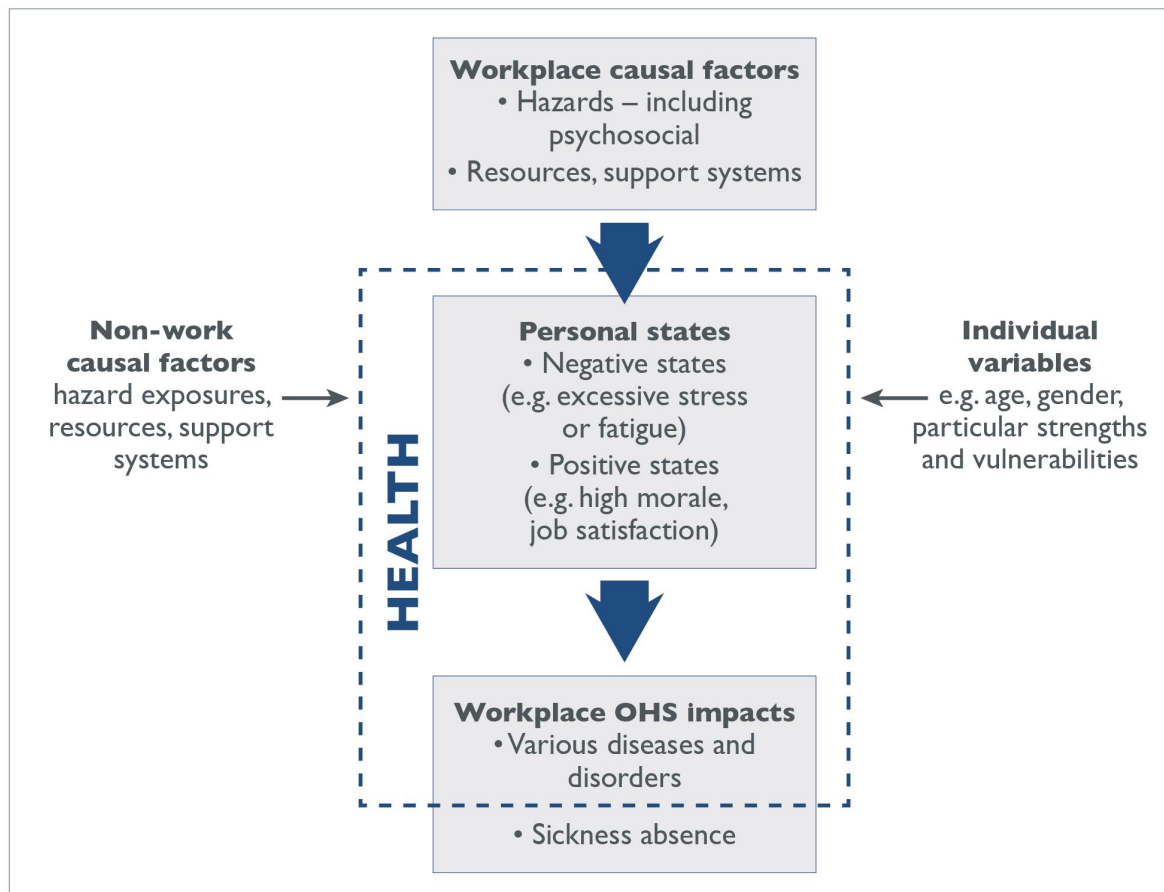 Workplace causal factors
• Hazards – including
psychosocial
• Resources, support systems
Non-work
causal factors
hazard exposures,
resources, support
systems
HEALTH
Personal states
• Negative states
(e.g. excessive stress
or fatigue)
• Positive states
(e.g. high morale,
job satisfaction)
Individual
variables
e.g. age, gender,
particular strengths
and vulnerabilities
Workplace OHS impacts
• Various diseases and
disorders
• Sickness absence